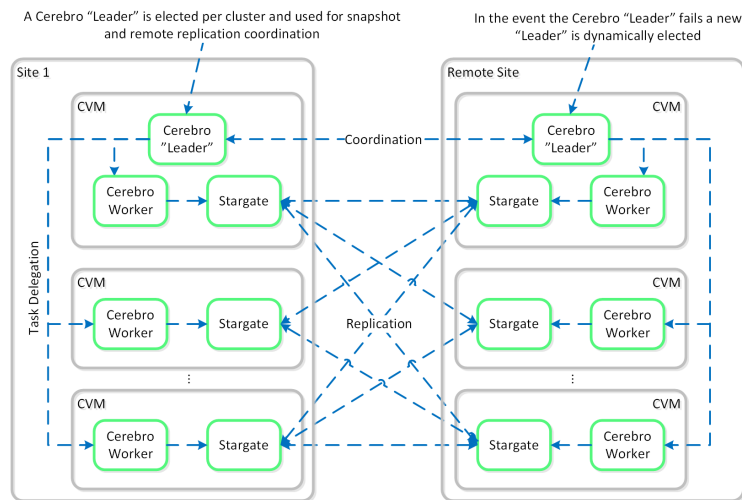 A Cerebro “Leader” is elected per cluster and used for snapshot
and remote replication coordination
In the event the Cerebro “Leader” fails a new
“Leader” is dynamically elected
Site 1
Remote Site
CVM
CVM
Cerebro
”Leader”
Coordination
Cerebro
”Leader”
Cerebro
Worker
Stargate
Stargate
Cerebro
Worker
Task Delegation
CVM
CVM
Cerebro
Worker
Stargate
Replication
Stargate
Cerebro
Worker
...
...
CVM
CVM
Cerebro
Worker
Stargate
Stargate
Cerebro
Worker